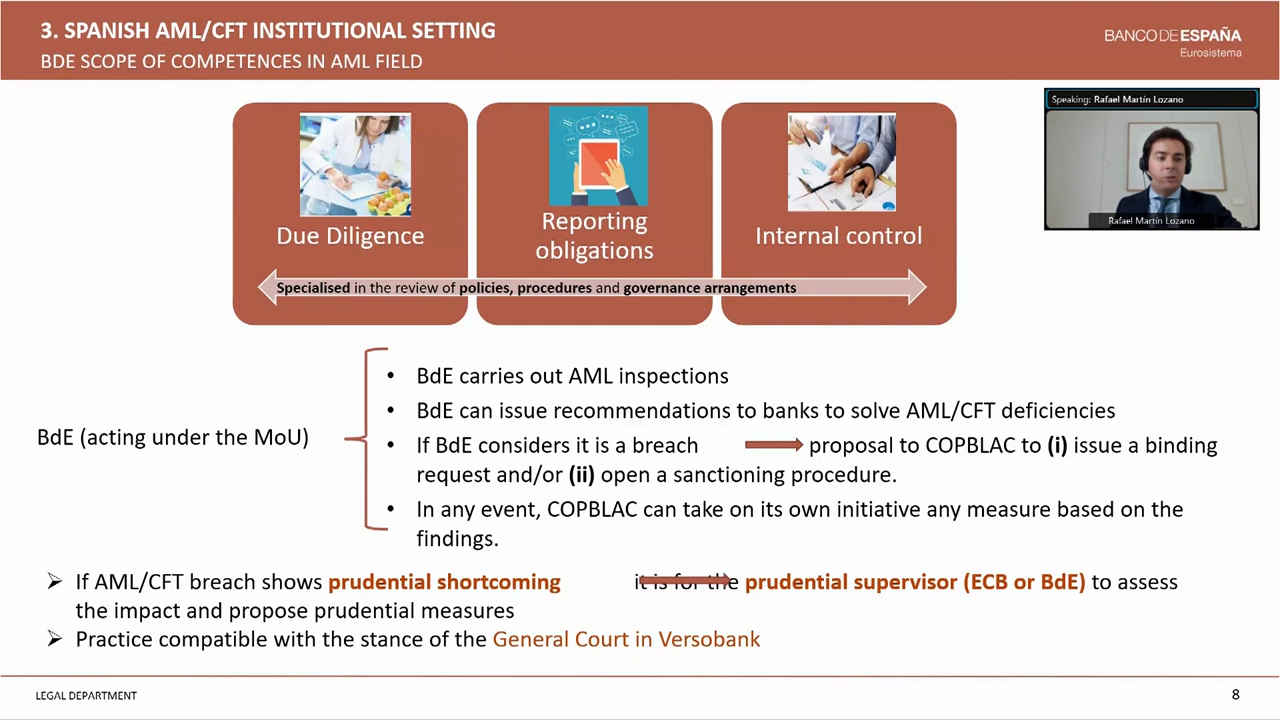 3. SPANISH AML/CFT INSTITUTIONAL SETTING
BDE SCOPE OF COMPETENCES IN AML FIELD
BANCO DE ESPAÑA
Eurosistema
Speaking: Rafael Martín Lozano
Rafael Martín Lozano
Due Diligence
Reporting
obligations
Internal control
Specialised in the review of policies, procedures and governance arrangements
BdE (acting under the MoU)
• BdE carries out AML inspections
• BdE can issue recommendations to banks to solve AML/CFT deficiencies
• If BdE considers it is a breach proposal to COPBLAC to (i) issue a binding
request and/or (ii) open a sanctioning procedure.
• In any event, COPBLAC can take on its own initiative any measure based on the
findings.
➢ If AML/CFT breach shows prudential shortcoming it is for the prudential supervisor (ECB or BdE) to assess
the impact and propose prudential measures
➢ Practice compatible with the stance of the General Court in Versobank
LEGAL DEPARTMENT
8